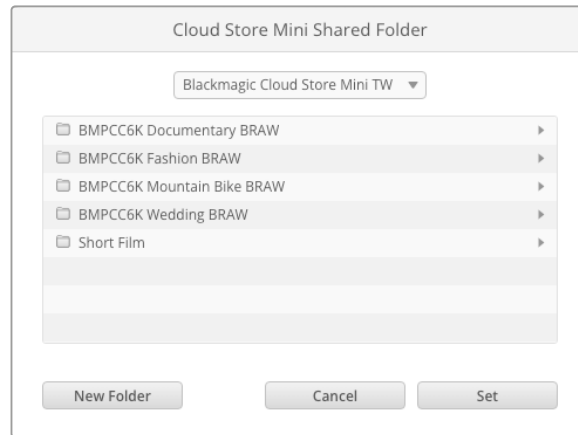 Cloud Store Mini Shared Folder
Blackmagic Cloud Store Mini TW
BMPCC6K Documentary BRAW
BMPCC6K Fashion BRAW
BMPCC6K Mountain Bike BRAW
BMPCC6K Wedding BRAW
Short Film
New Folder Cancel Set